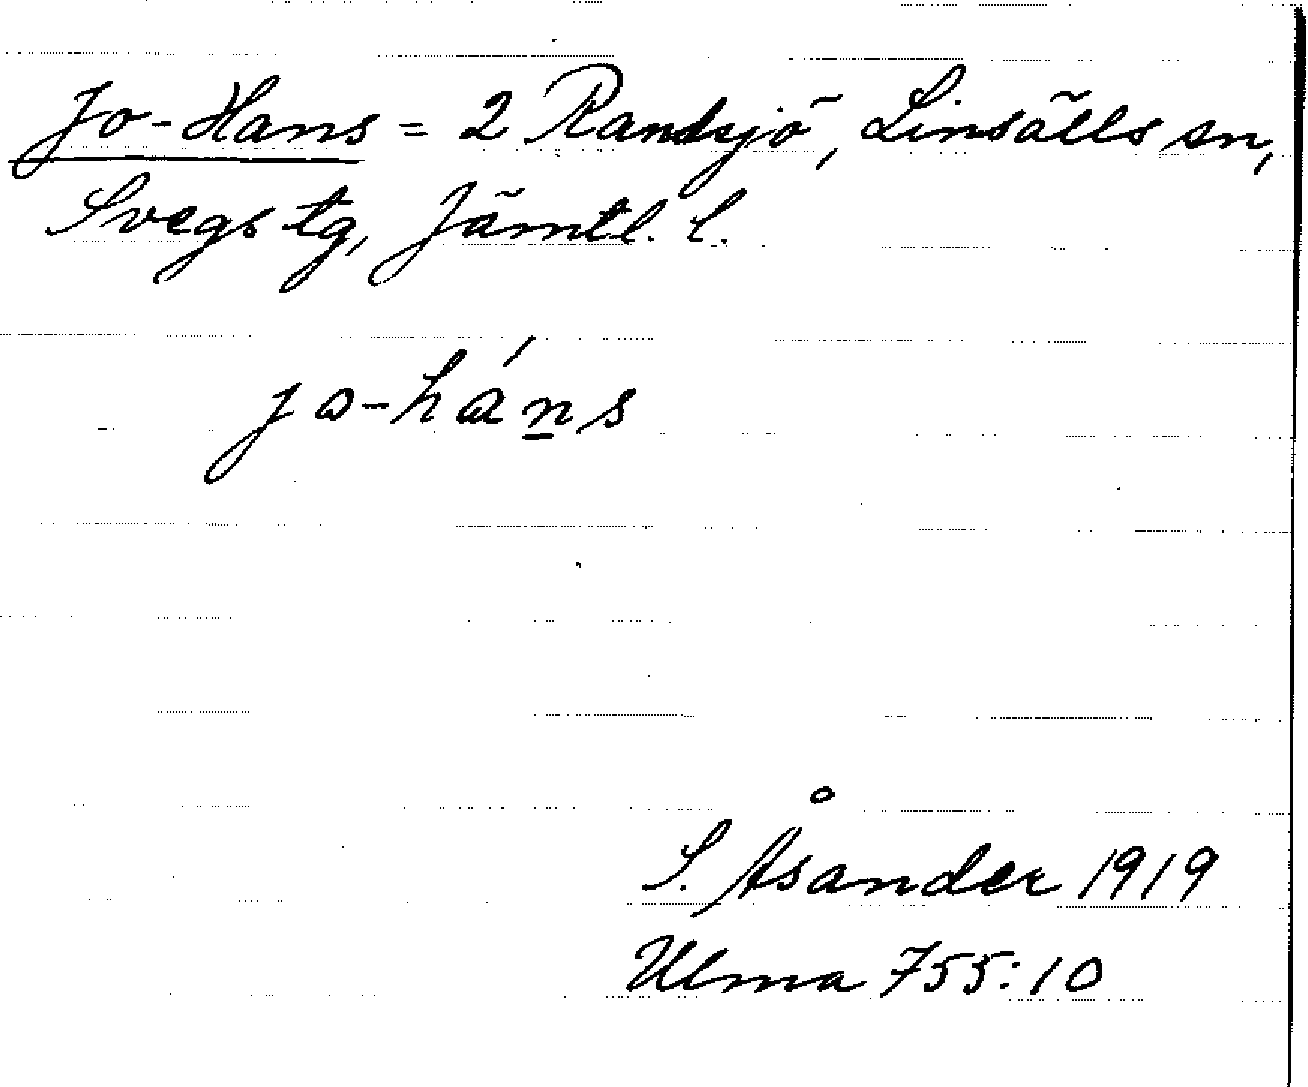 Jo-Hans = 2 Randsjö, Linsälls sn,
Svegs tg, Jämtl. l.
jo-háns
S. Åsander 1919
Ulma 755:10